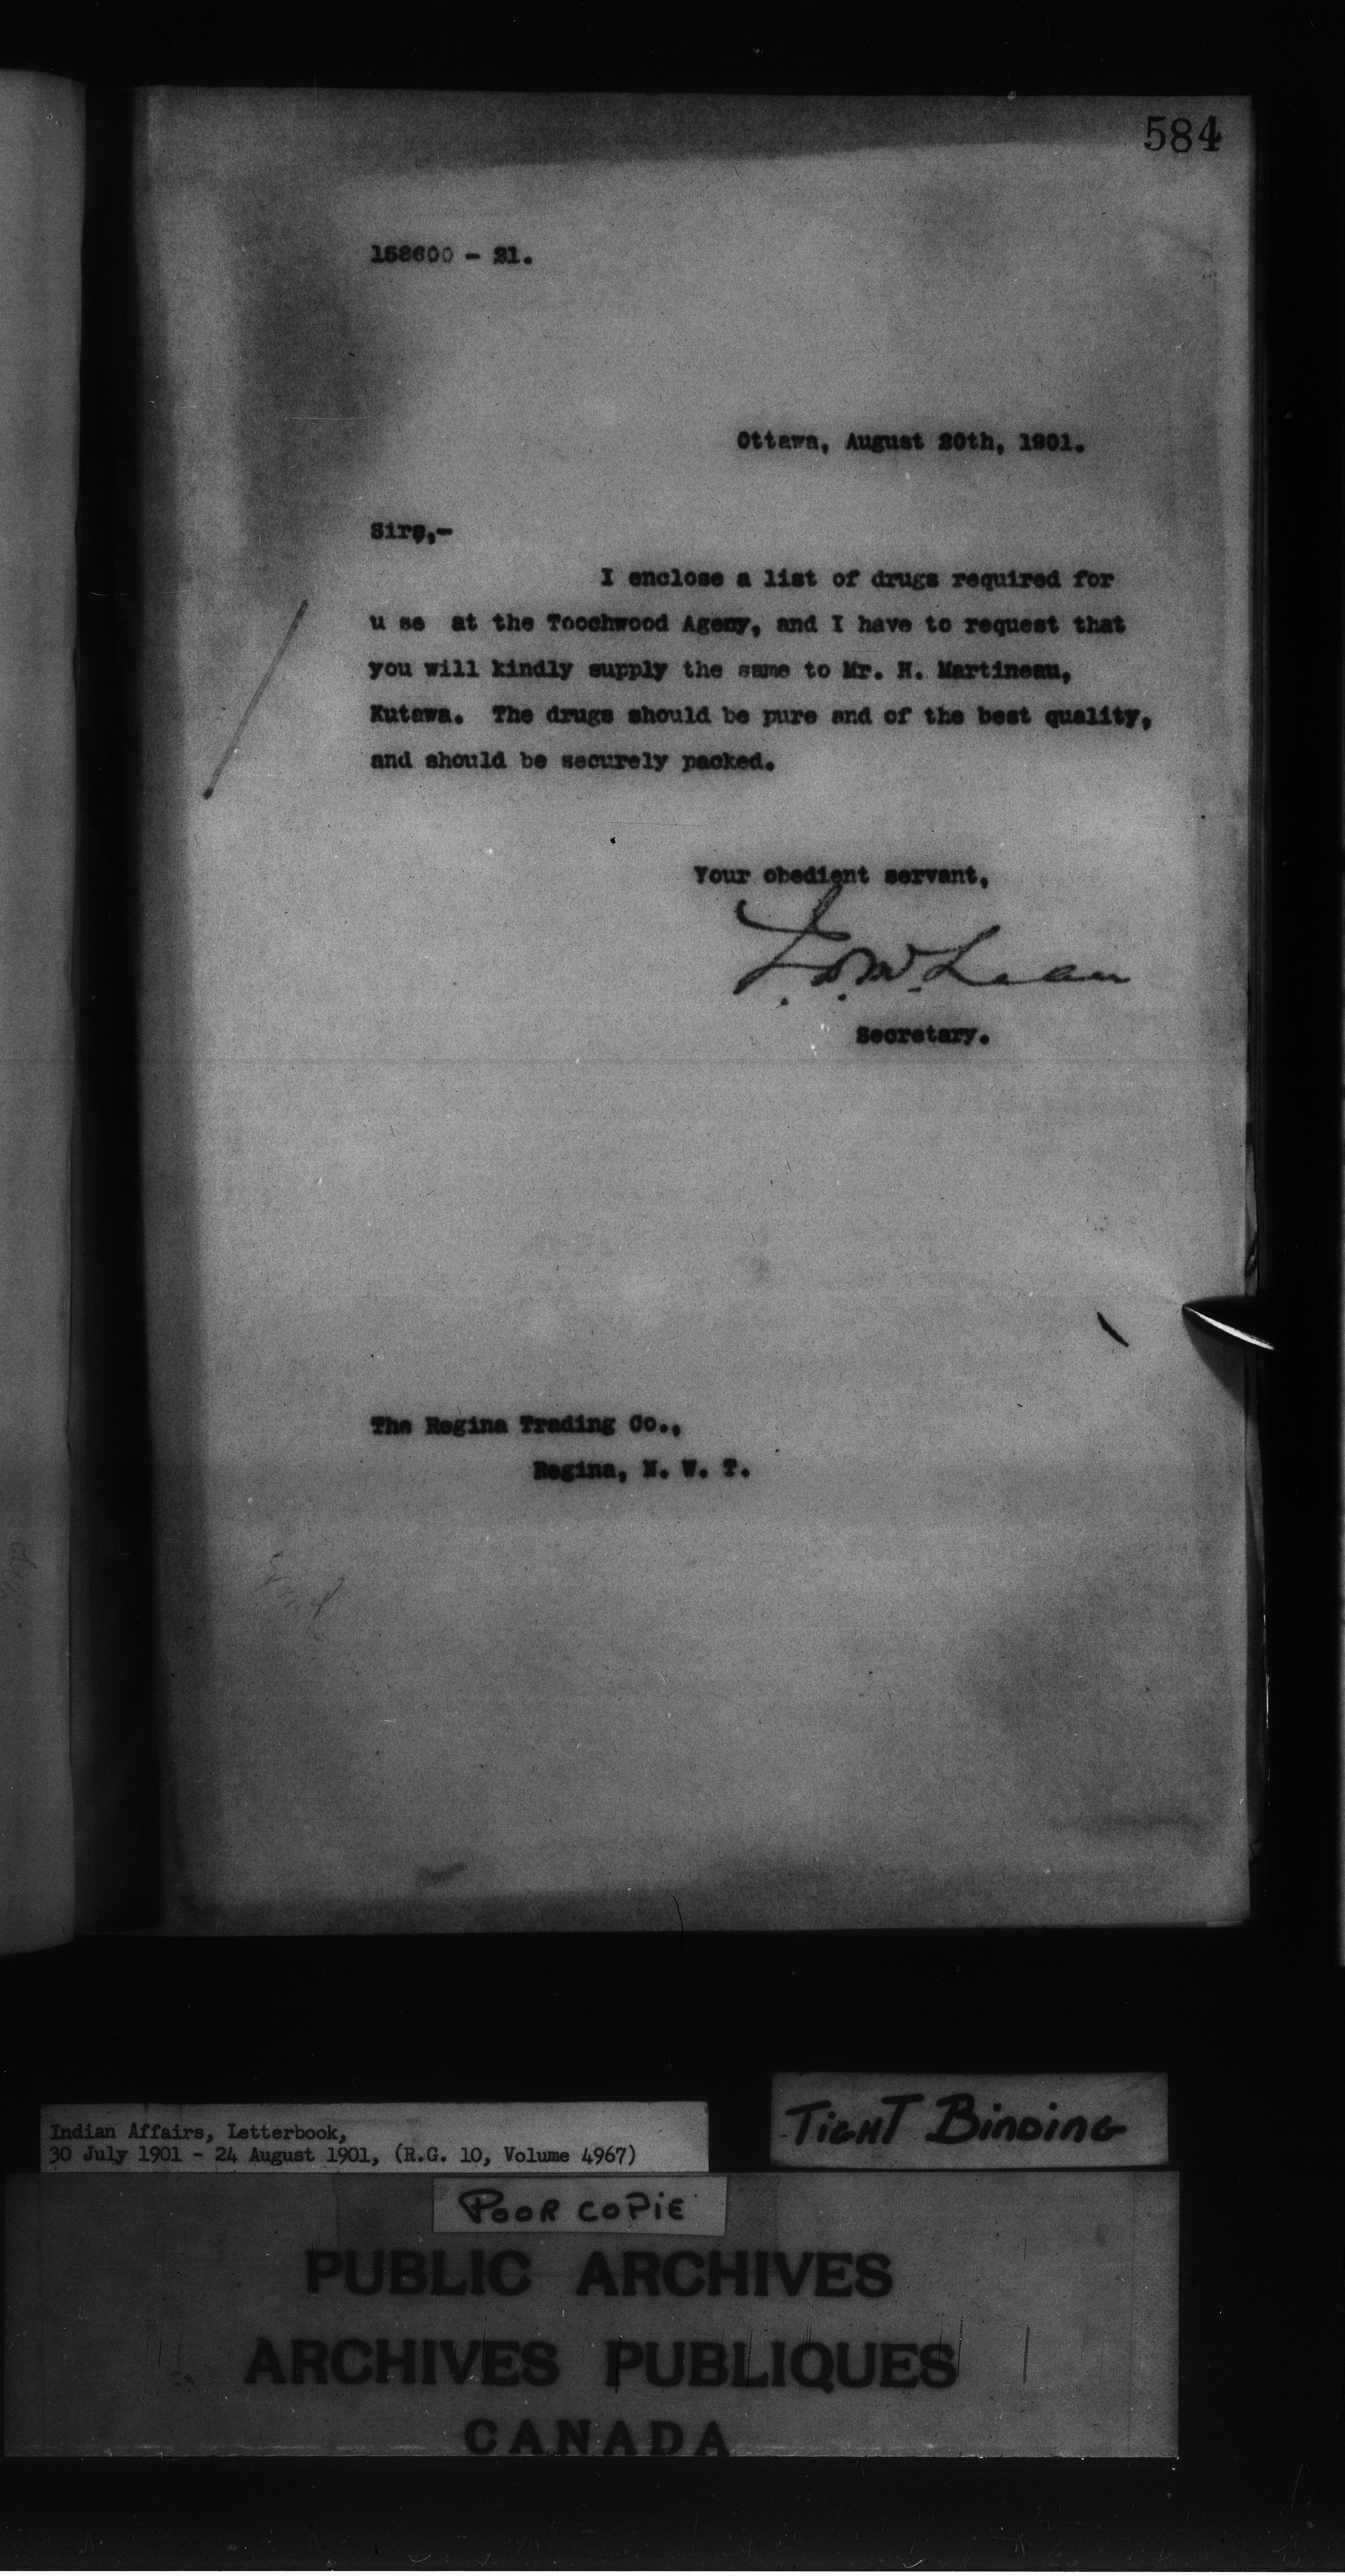 584
158600 - 21.
Ottawa, August 20th, 1901.
Sirs,-
I enclose a list of drugs required for
u se at the Toochwood Ageny, and I have to request that
you will kindly supply the same to Mr. H. Martineau,
Kutawa. The drugs should be pure and of the best quality,
and should be securely packed.
Your obedient servant,
J. D. McLean
Secretary.
The Regina Trading Co.,
Regina, N. W. T.
Indian Affairs, Letterbook,
30 July 1901 - 24 August 1901, (R.G. 10, Volume 4967)
TIGHT BINDING
POOR COPIE
PUBLIC ARCHIVES
ARCHIVES PUBLIQUES
CANADA